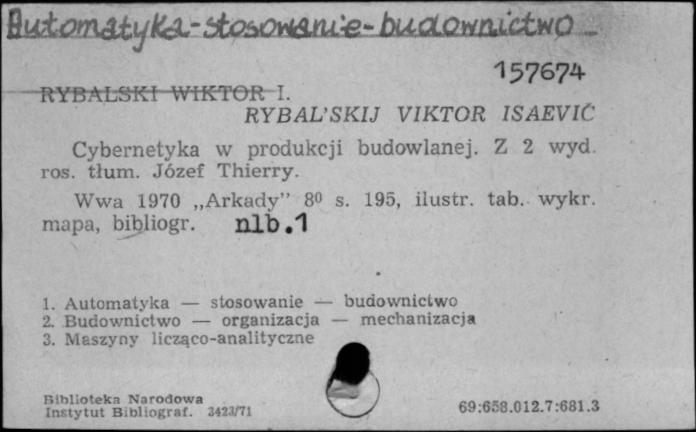 Automatyka-stosowanie-budownictwo
157674
RYBALSKI WIKTOR I.
RYBAL'SKIJ VIKTOR ISAEVIČ
Cybernetyka w produkcji budowlanej. Z 2 wyd.
ros. tłum. Józef Thierry.
Wwa 1970 „Arkady” 8⁰ s. 195, ilustr. tab. wykr.
mapa, bibliogr. nlb.1
1. Automatyka — stosowanie — budownictwo
2. Budownictwo — organizacja — mechanizacja
3. Maszyny licząco-analityczne
Biblioteka Narodowa
Instytut Bibliograf. 3423/71
69:658.012.7:681.3